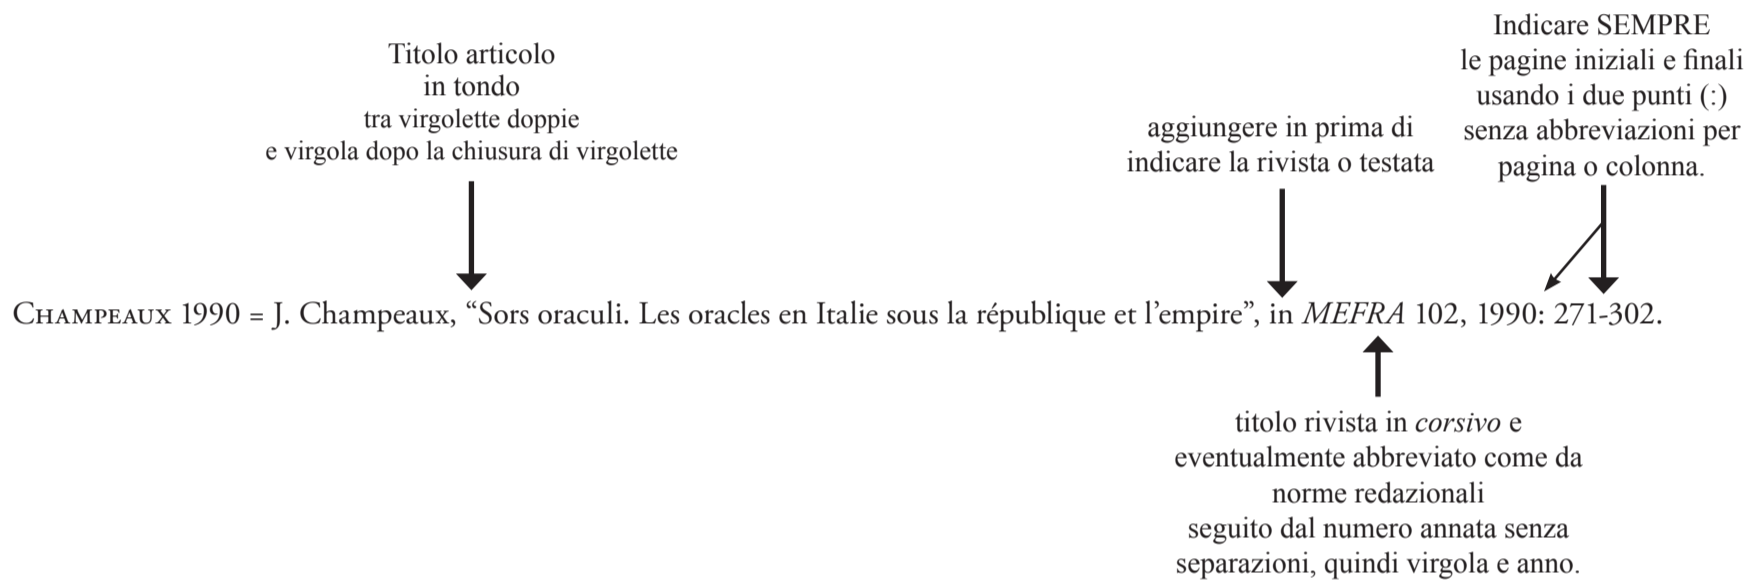 Titolo articolo
in tondo
tra virgolette doppie
e virgola dopo la chiusura di virgolette
aggiungere in prima di
indicare la rivista o testata
Indicare SEMPRE
le pagine iniziali e finali
usando i due punti (:)
senza abbreviazioni per
pagina o colonna.
CHAMPEAUX 1990 = J. Champeaux, “Sors oraculi. Les oracles en Italie sous la république et l’empire”, in MEFRA 102, 1990: 271-302.
titolo rivista in corsivo e
eventualmente abbreviato come da
norme redazionali
seguito dal numero annata senza
separazioni, quindi virgola e anno.